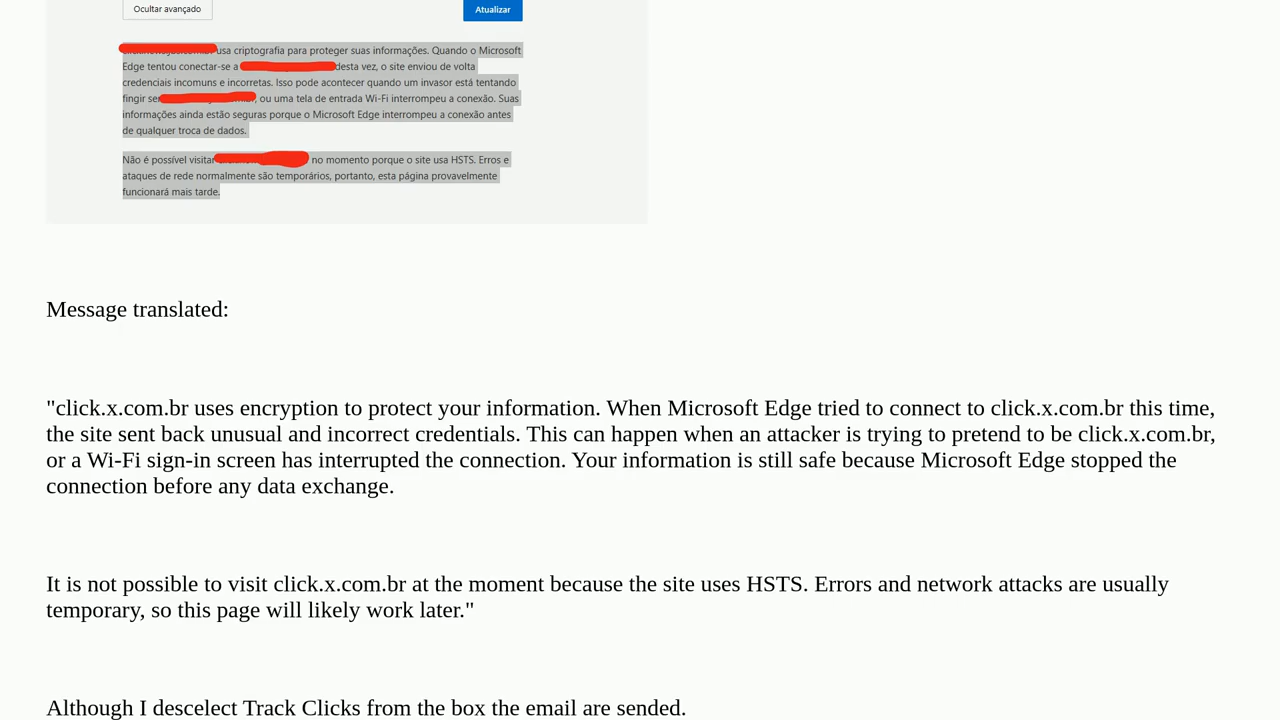 Ocultar avançado
Atualizar
usa criptografia para proteger suas informações. Quando o Microsoft
Edge tentou conectar-se a desta vez, o site enviou de volta
credenciais incomuns e incorretas. Isso pode acontecer quando um invasor está tentando
fingir ser , ou uma tela de entrada Wi-Fi interrompeu a conexão. Suas
informações ainda estão seguras porque o Microsoft Edge interrompeu a conexão antes
de qualquer troca de dados.
Não é possível visitar no momento porque o site usa HSTS. Erros e
ataques de rede normalmente são temporários, portanto, esta página provavelmente
funcionará mais tarde.
Message translated:
"click.x.com.br uses encryption to protect your information. When Microsoft Edge tried to connect to click.x.com.br this time,
the site sent back unusual and incorrect credentials. This can happen when an attacker is trying to pretend to be click.x.com.br,
or a Wi-Fi sign-in screen has interrupted the connection. Your information is still safe because Microsoft Edge stopped the
connection before any data exchange.
It is not possible to visit click.x.com.br at the moment because the site uses HSTS. Errors and network attacks are usually
temporary, so this page will likely work later."
Although I descelect Track Clicks from the box the email are sended.